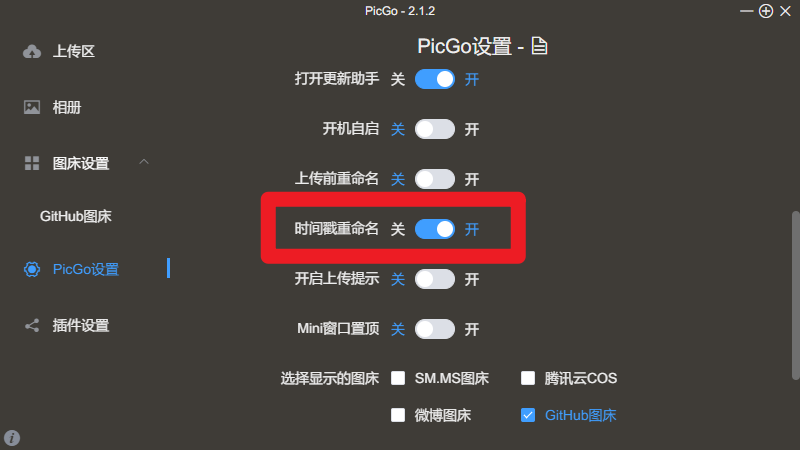 PicGo - 2.1.2
上传区
相册
图床设置
GitHub图床
PicGo设置
插件设置
PicGo设置 -
打开更新助手 关 开
开机自启 关 开
上传前重命名 关 开
时间戳重命名 关 开
开启上传提示 关 开
Mini窗口置顶 关 开
选择显示的图床 SM.MS图床 腾讯云COS
微博图床 GitHub图床